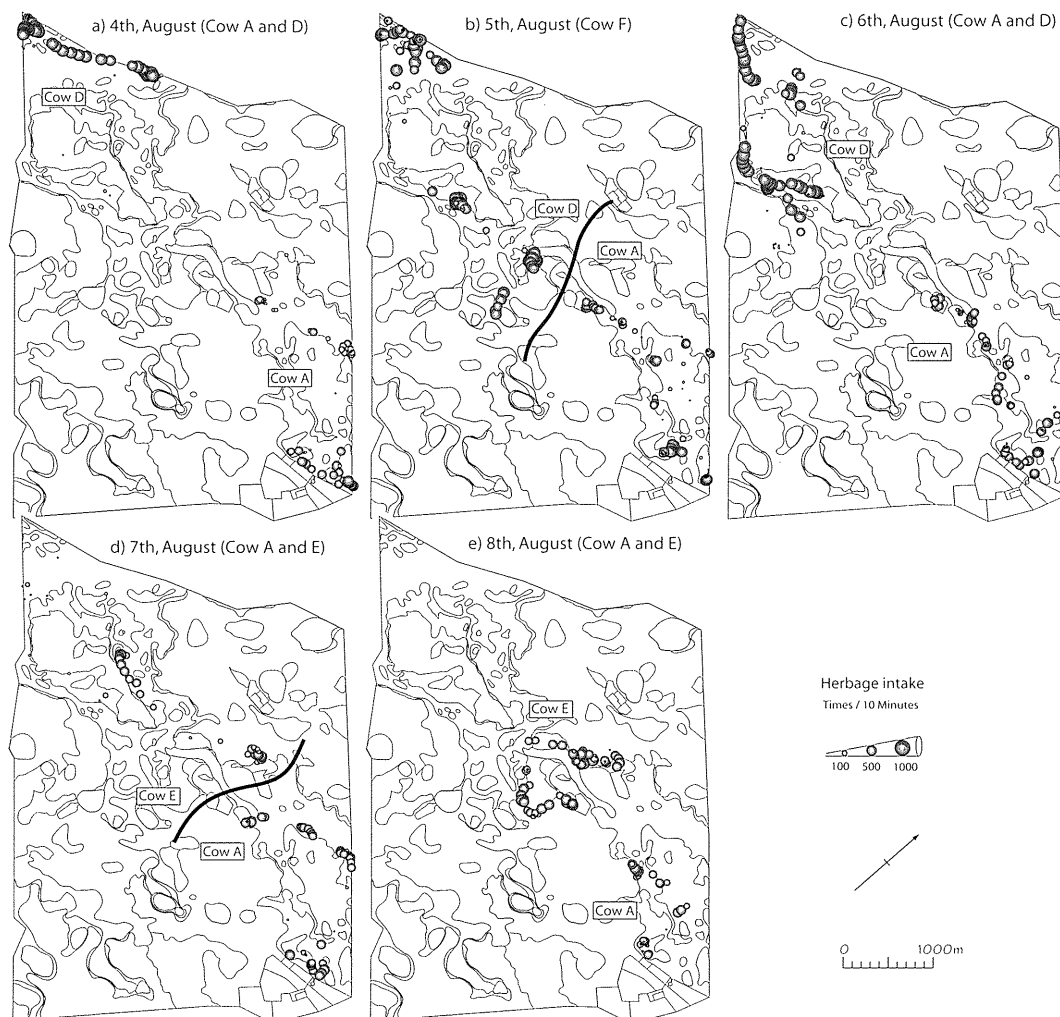 a) 4th, August (Cow A and D)
Cow D
Cow A
b) 5th, August (Cow F)
Cow D
Cow A
c) 6th, August (Cow A and D)
Cow D
Cow A
d) 7th, August (Cow A and E)
Cow E
Cow A
e) 8th, August (Cow A and E)
Cow E
Cow A
Herbage intake
Times / 10 Minutes
100 500 1000
0 1000m